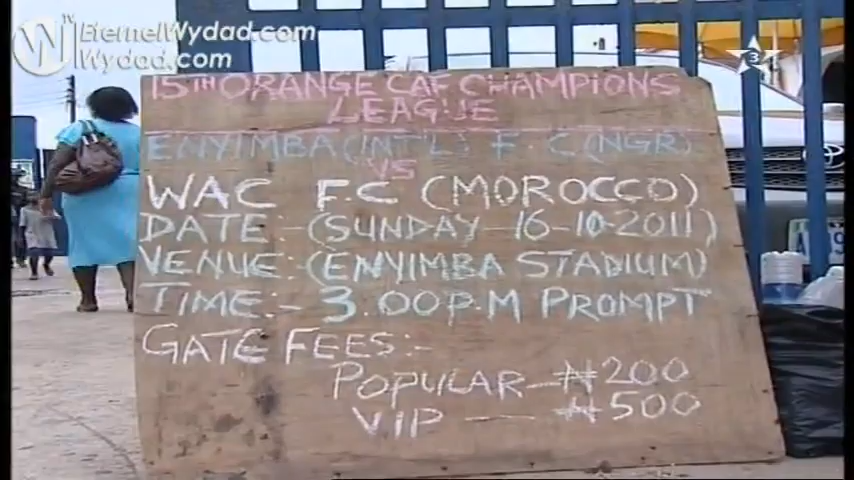 EternelWydad.Com
Wydad.com
15TH ORANGE CAF CHAMPIONS
LEAGUE
ENYIMBA (INT'L) F.C. (NGR)
VS
WAC F.C (MOROCCO)
DATE:- (SUNDAY - 16-10-2011)
VENUE: (ENYIMBA STADIUM)
TIME:- 3.00P.M PROMPT
GATE FEES:-
POPULAR - ₦200
VIP - ₦500
3